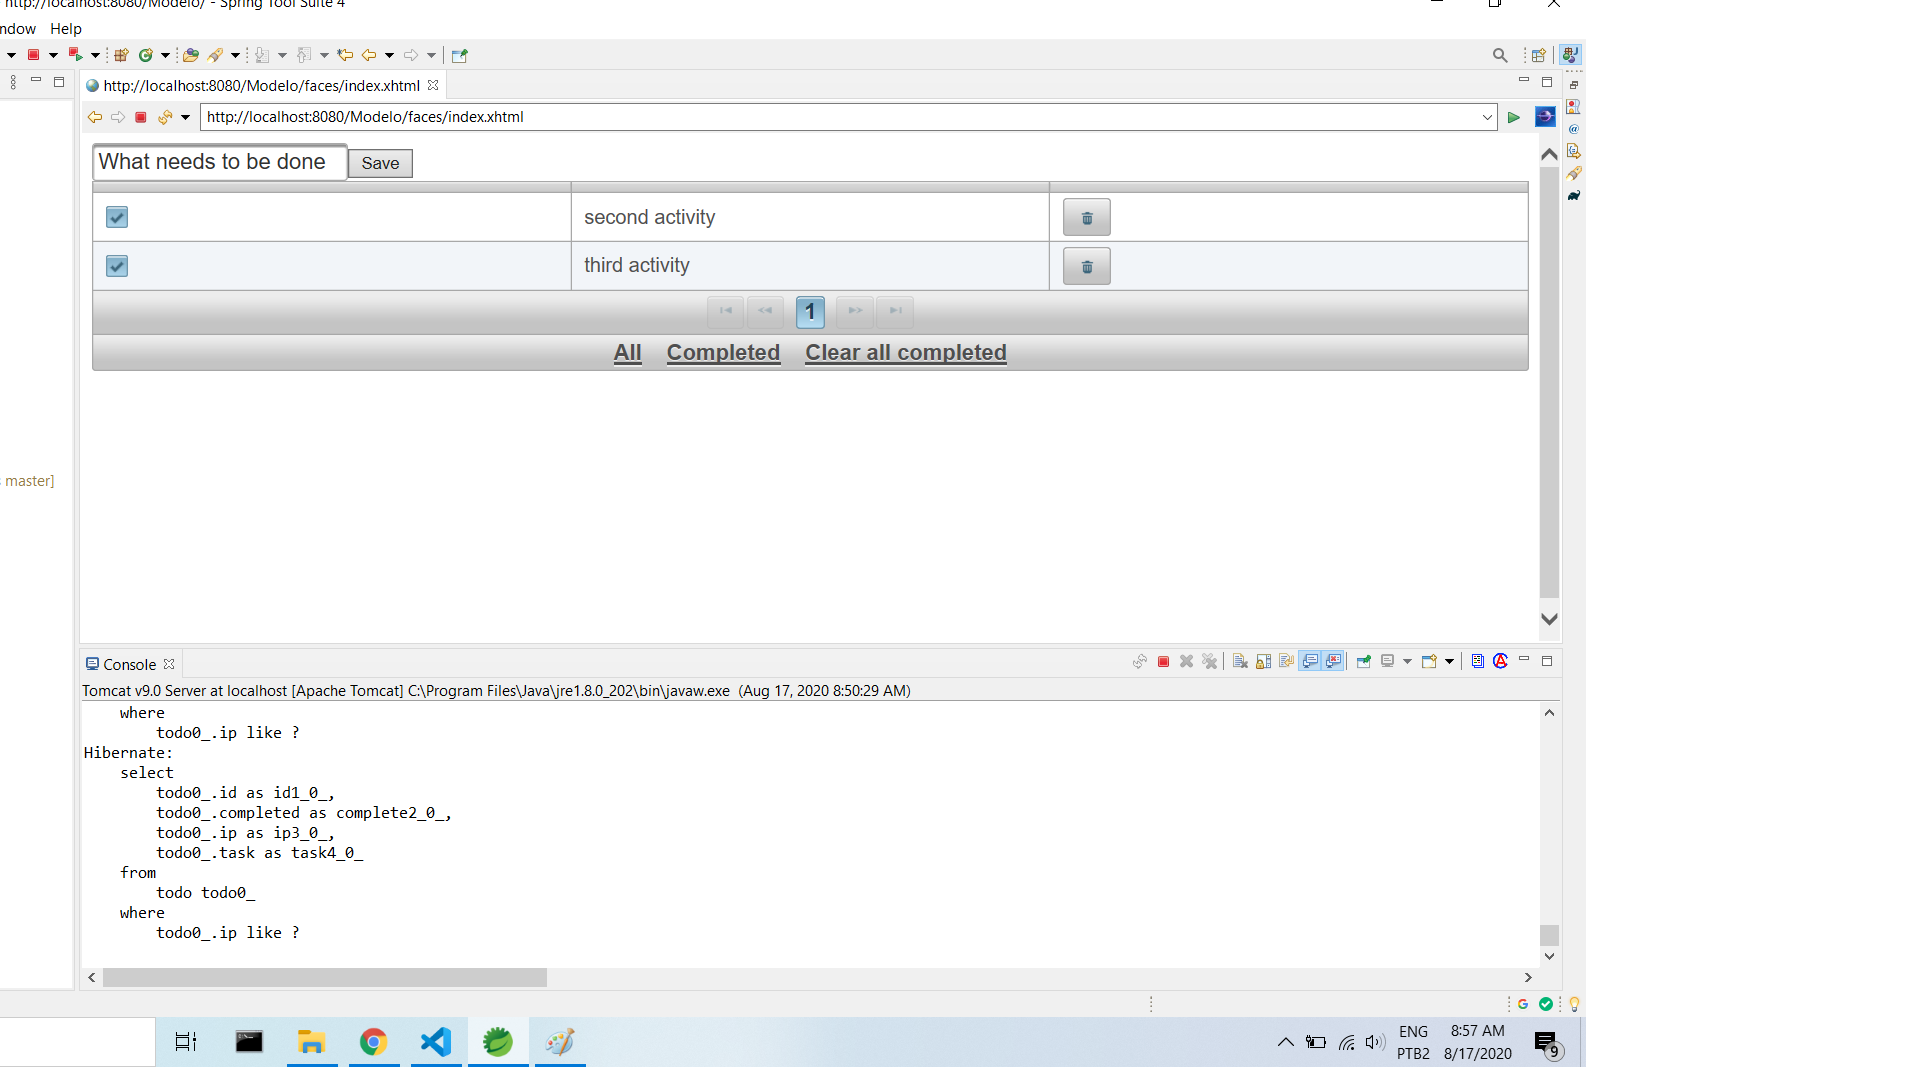 http://localhost:8080/Modelo/ - Spring Tool Suite 4
ndow Help
http://localhost:8080/Modelo/faces/index.xhtml
http://localhost:8080/Modelo/faces/index.xhtml
What needs to be done Save
second activity
third activity
1
All Completed Clear all completed
master]
Console
Tomcat v9.0 Server at localhost [Apache Tomcat] C:\Program Files\Java\jre1.8.0_202\bin\javaw.exe (Aug 17, 2020 8:50:29 AM)
where
todo0_.ip like ?
Hibernate:
select
todo0_.id as id1_0_,
todo0_.completed as complete2_0_,
todo0_.ip as ip3_0_,
todo0_.task as task4_0_
from
todo todo0_
where
todo0_.ip like ?
ENG 8:57 AM
PTB2 8/17/2020
9